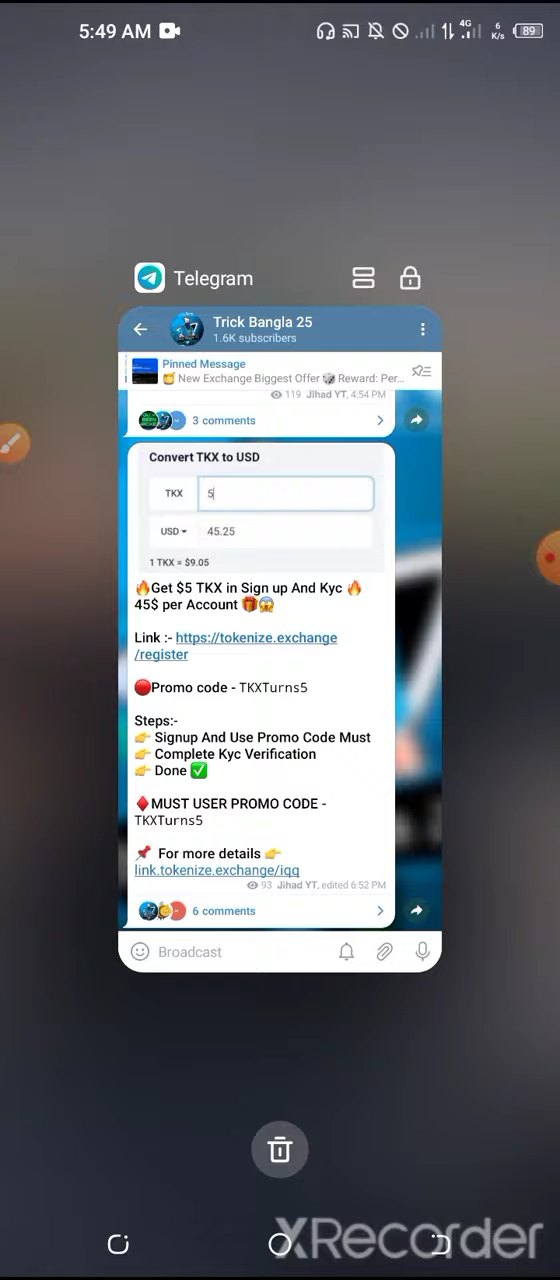 5:49 AM
4G
6
K/s
89
Telegram
Trick Bangla 25
1.6K subscribers
Pinned Message
🍯 New Exchange Biggest Offer 🎲 Reward: Per...
119 Jihad YT, 4:54 PM
3 comments
Convert TKX to USD
TKX
5
USD
45.25
1 TKX = $9.05
🔥Get $5 TKX in Sign up And Kyc 🔥
45$ per Account 🎁😱
Link :- https://tokenize.exchange
/register
🔴Promo code - TKXTurns5
Steps:-
👉 Signup And Use Promo Code Must
👉 Complete Kyc Verification
👉 Done ✅
♦️MUST USER PROMO CODE -
TKXTurns5
📌 For more details 👉
link.tokenize.exchange/iqq
93 Jihad YT, edited 6:52 PM
6 comments
Broadcast
XRecorder